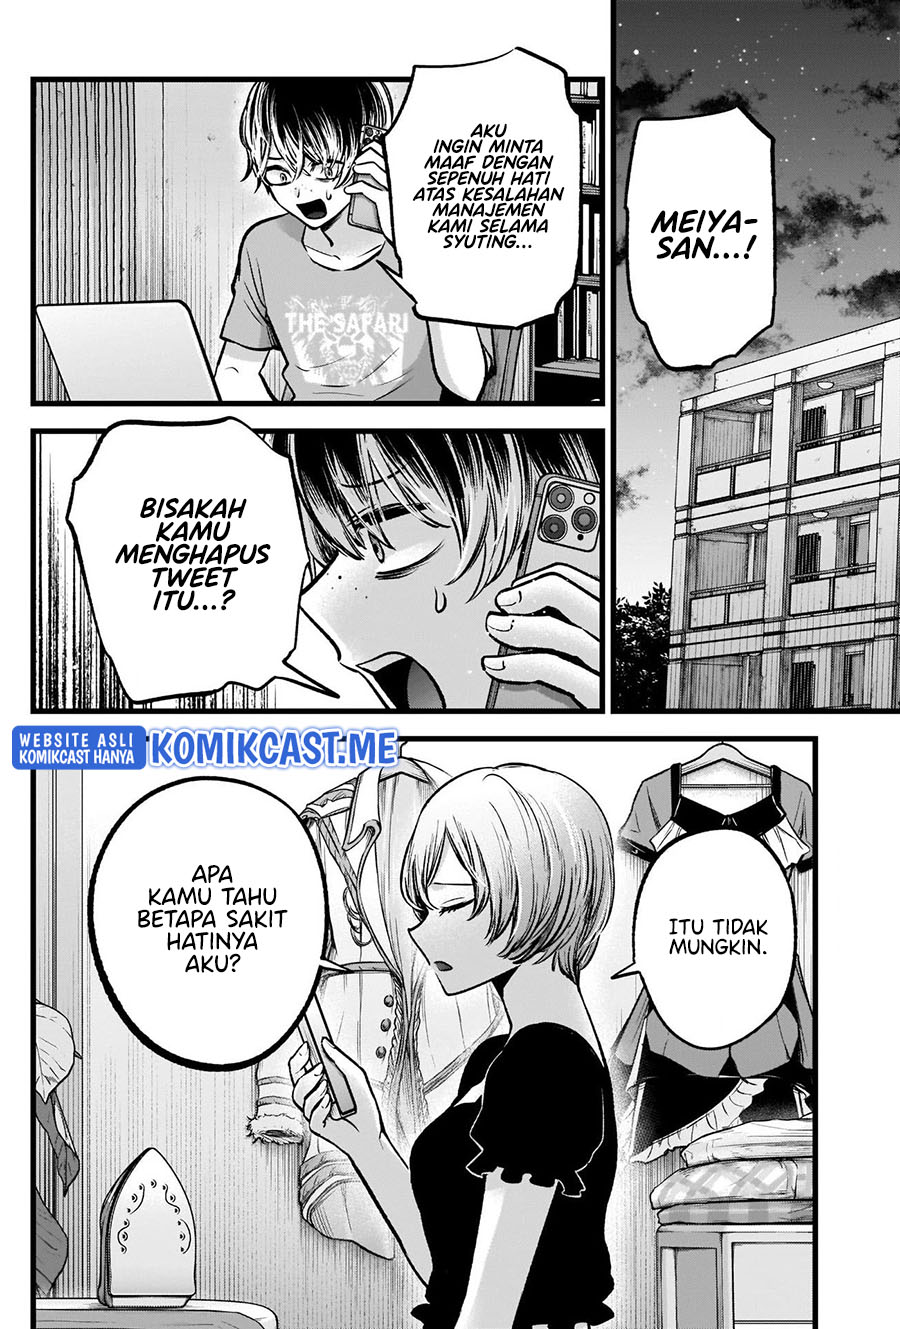 MEIYA-
SAN...!
AKU
INGIN MINTA
MAAF DENGAN
SEPENUH HATI
ATAS KESALAHAN
MANAJEMEN
KAMI SELAMA
SYUTING...
THE SAFARI
BISAKAH
KAMU
MENGHAPUS
TWEET
ITU...?
WEBSITE ASLI
KOMIKCAST HANYA
KOMIKCAST.ME
ITU TIDAK
MUNGKIN.
APA
KAMU TAHU
BETAPA SAKIT
HATINYA
AKU?